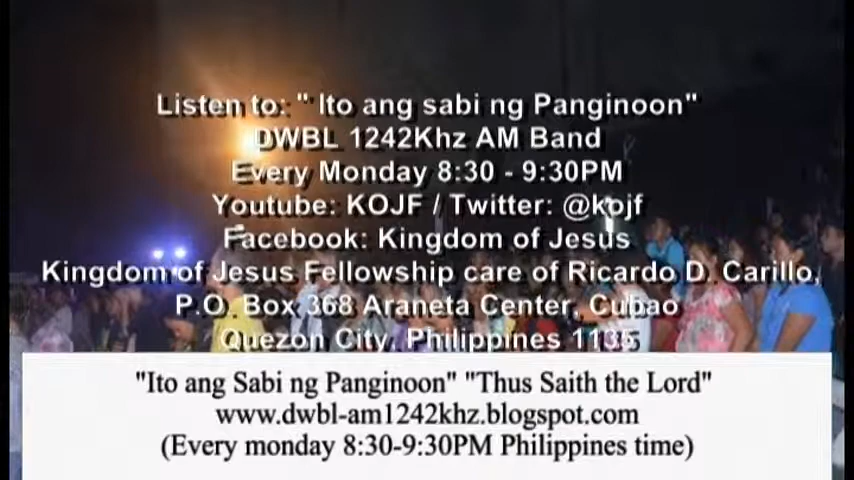 Listen to: " Ito ang sabi ng Panginoon"
DWBL 1242Khz AM Band
Every Monday 8:30 - 9:30PM
Youtube: KOJF / Twitter: @kojf
Facebook: Kingdom of Jesus
Kingdom of Jesus Fellowship care of Ricardo D. Carillo,
P.O. Box 368 Araneta Center, Cubao
Quezon City, Philippines 1135
"Ito ang Sabi ng Panginoon" "Thus Saith the Lord"
www.dwbl-am1242khz.blogspot.com
(Every monday 8:30-9:30PM Philippines time)